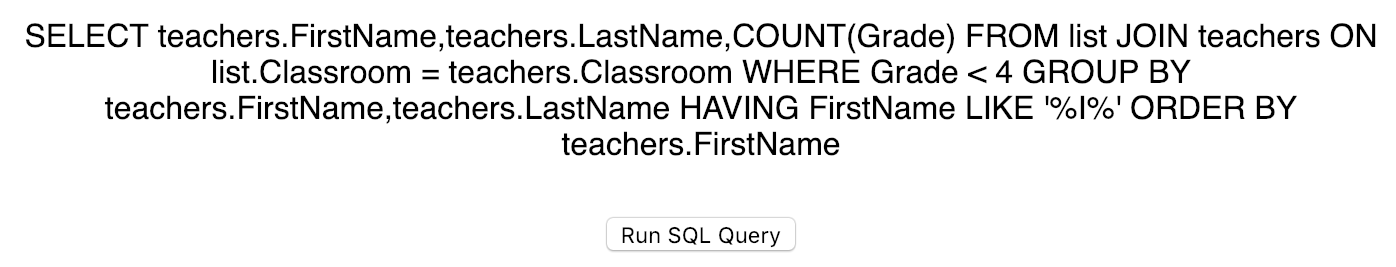 SELECT teachers.FirstName,teachers.LastName,COUNT(Grade) FROM list JOIN teachers ON
list.Classroom = teachers.Classroom WHERE Grade < 4 GROUP BY
teachers.FirstName,teachers.LastName HAVING FirstName LIKE '%I%' ORDER BY
teachers.FirstName
Run SQL Query